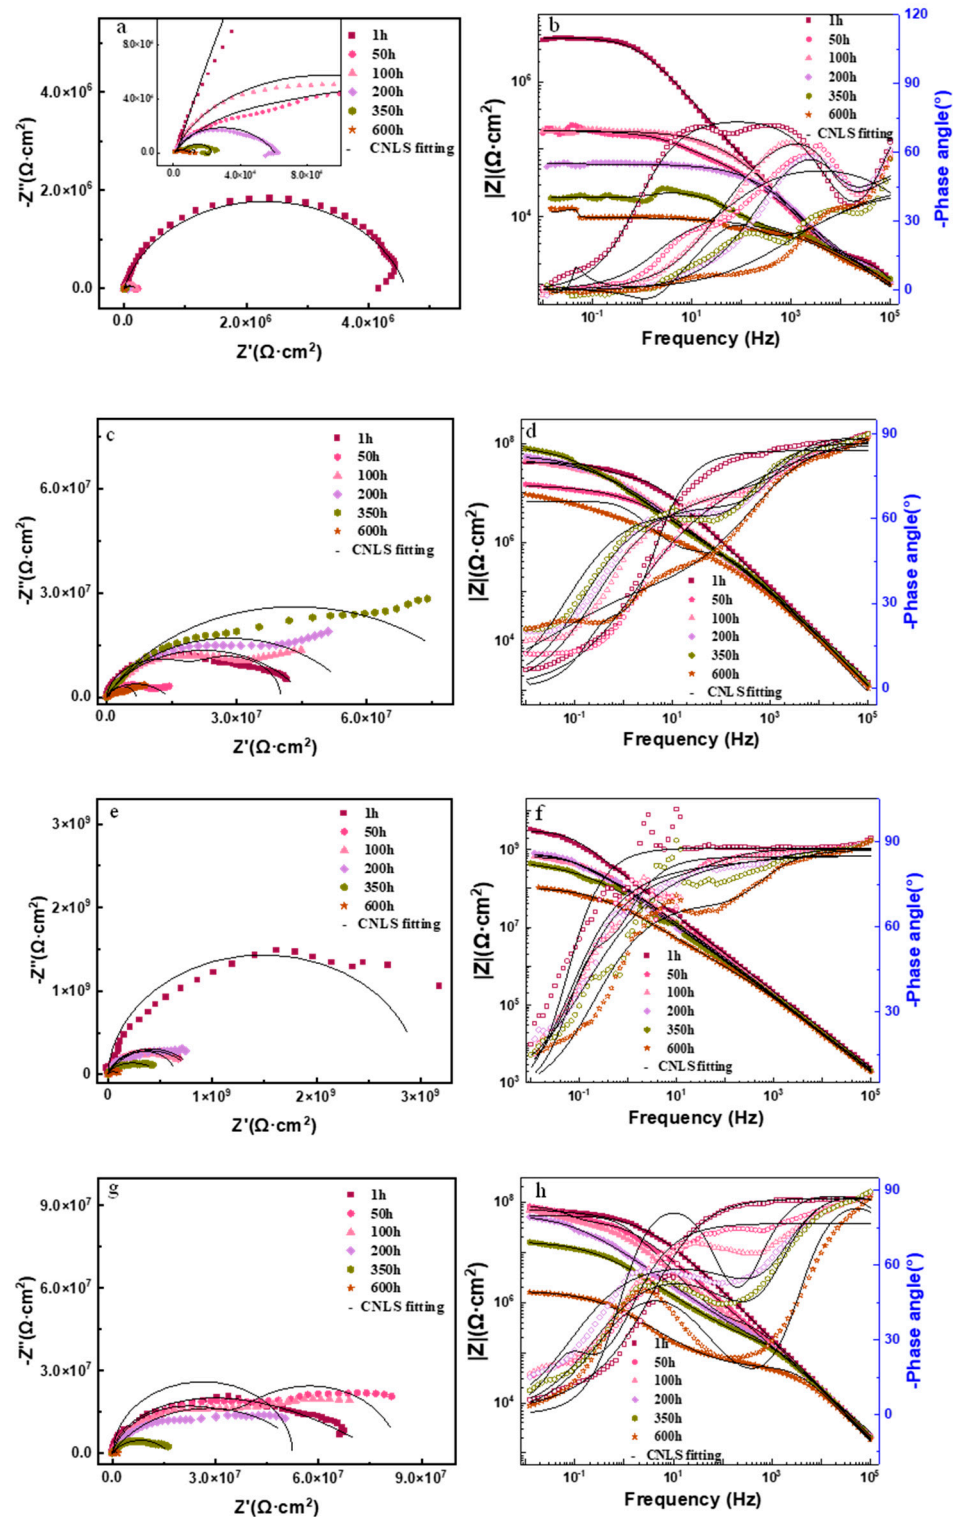 a
-Z''(Ω·cm²)
4.0×10⁶
2.0×10⁶
0.0
0.0
2.0×10⁶
4.0×10⁶
Z'(Ω·cm²)
8.0×10⁴
4.0×10⁴
0.0
0.0
4.0×10⁴
8.0×10⁴
1h
50h
100h
200h
350h
600h
CNLS fitting
b
|Z|(Ω·cm²)
10⁶
10⁴
10⁻¹
10¹
10³
10⁵
Frequency (Hz)
120
90
60
30
0
-Phase angle(°)
1h
50h
100h
200h
350h
600h
CNLS fitting
c
-Z''(Ω·cm²)
6.0×10⁷
3.0×10⁷
0.0
0.0
3.0×10⁷
6.0×10⁷
Z'(Ω·cm²)
1h
50h
100h
200h
350h
600h
CNLS fitting
d
|Z|(Ω·cm²)
10⁸
10⁶
10⁴
10⁻¹
10¹
10³
10⁵
Frequency (Hz)
90
60
30
0
-Phase angle(°)
1h
50h
100h
200h
350h
600h
CNLS fitting
e
-Z''(Ω·cm²)
3×10⁹
2×10⁹
1×10⁹
0
0
1×10⁹
2×10⁹
3×10⁹
Z'(Ω·cm²)
1h
50h
100h
200h
350h
600h
CNLS fitting
f
|Z|(Ω·cm²)
10⁹
10⁷
10⁵
10³
10⁻¹
10¹
10³
10⁵
Frequency (Hz)
90
60
30
-Phase angle(°)
1h
50h
100h
200h
350h
600h
CNLS fitting
g
-Z''(Ω·cm²)
9.0×10⁷
6.0×10⁷
3.0×10⁷
0.0
0.0
3.0×10⁷
6.0×10⁷
9.0×10⁷
Z'(Ω·cm²)
1h
50h
100h
200h
350h
600h
CNLS fitting
h
|Z|(Ω·cm²)
10⁸
10⁶
10⁴
10⁻¹
10¹
10³
10⁵
Frequency (Hz)
90
60
30
0
-Phase angle(°)
1h
50h
100h
200h
350h
600h
CNLS fitting